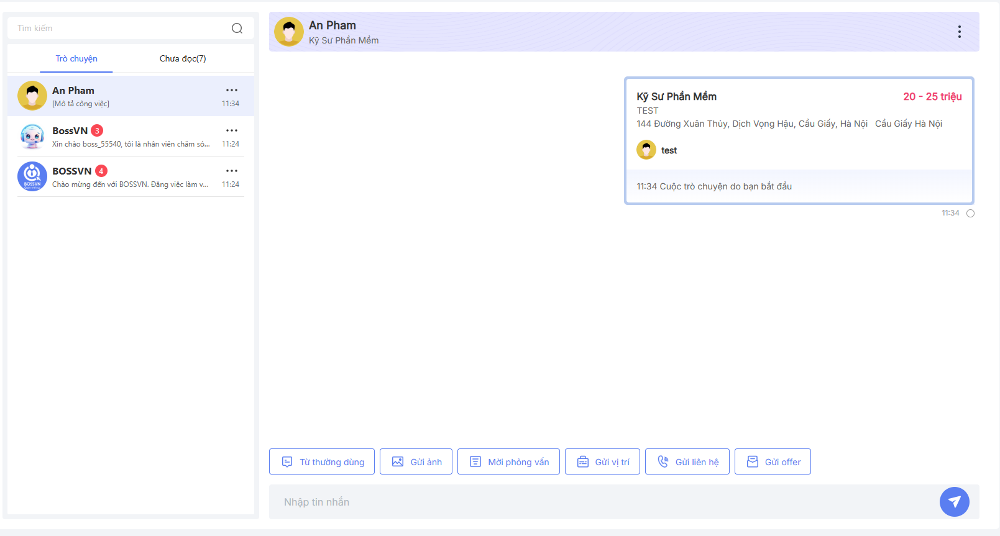 Tìm kiếm
Trò chuyện
Chưa đọc(7)
An Pham
[Mô tả công việc]
11:34
BossVN 3
Xin chào boss_55540, tôi là nhân viên chăm só...
11:24
BOSSVN 4
Chào mừng đến với BOSSVN. Đăng việc làm v...
11:24
BOSSVN
An Pham
Kỹ Sư Phần Mềm
Kỹ Sư Phần Mềm
20 - 25 triệu
TEST
144 Đường Xuân Thủy, Dịch Vọng Hậu, Cầu Giấy, Hà Nội Cầu Giấy Hà Nội
test
11:34 Cuộc trò chuyện do bạn bắt đầu
11:34
Từ thường dùng
Gửi ảnh
Mời phỏng vấn
Gửi vị trí
Gửi liên hệ
Gửi offer
Nhập tin nhắn